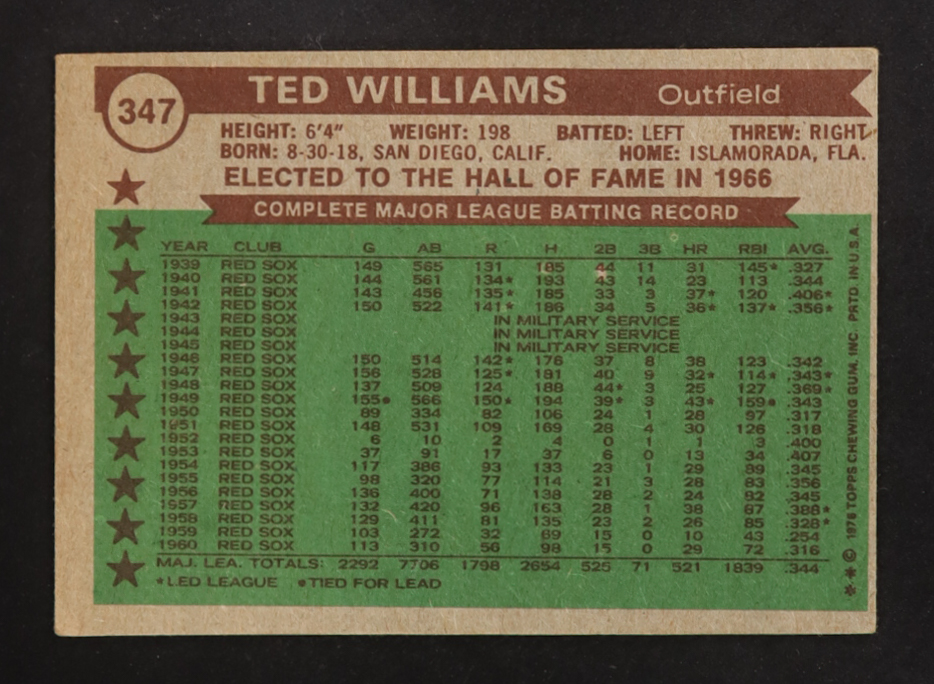 347
TED WILLIAMS Outfield
HEIGHT: 6'4" WEIGHT: 198 BATTED: LEFT THREW: RIGHT
BORN: 8-30-18, SAN DIEGO, CALIF. HOME: ISLAMORADA, FLA.
ELECTED TO THE HALL OF FAME IN 1966
COMPLETE MAJOR LEAGUE BATTING RECORD
YEAR CLUB G AB R H 2B 3B HR RBI AVG.
1939 RED SOX 149 565 131 185 44 11 31 145* .327
1940 RED SOX 144 561 134* 193 43 14 23 113 .344
1941 RED SOX 143 456 135* 185 33 3 37* 120 .406*
1942 RED SOX 150 522 141* 186 34 5 36* 137* .356*
1943 RED SOX IN MILITARY SERVICE
1944 RED SOX IN MILITARY SERVICE
1945 RED SOX IN MILITARY SERVICE
1946 RED SOX 150 514 142* 176 37 8 38 123 .342
1947 RED SOX 156 528 125* 181 40 9 32* 114* .343*
1948 RED SOX 137 509 124 188 44* 3 25 127 .369*
1949 RED SOX 155• 566 150* 194 39* 3 43* 159• .343
1950 RED SOX 89 334 82 106 24 1 28 97 .317
1951 RED SOX 148 531 109 169 28 4 30 126 .318
1952 RED SOX 6 10 2 4 0 1 1 3 .400
1953 RED SOX 37 91 17 37 6 0 13 34 .407
1954 RED SOX 117 386 93 133 23 1 29 89 .345
1955 RED SOX 98 320 77 114 21 3 28 83 .356
1956 RED SOX 136 400 71 138 28 2 24 82 .345
1957 RED SOX 132 420 96 163 28 1 38 87 .388*
1958 RED SOX 129 411 81 135 23 2 26 85 .328*
1959 RED SOX 103 272 32 69 15 0 10 43 .254
1960 RED SOX 113 310 56 98 15 0 29 72 .316
MAJ. LEA. TOTALS: 2292 7706 1798 2654 525 71 521 1839 .344
*LED LEAGUE •TIED FOR LEAD
** © 1976 TOPPS CHEWING GUM, INC. PRTD. IN U.S.A.